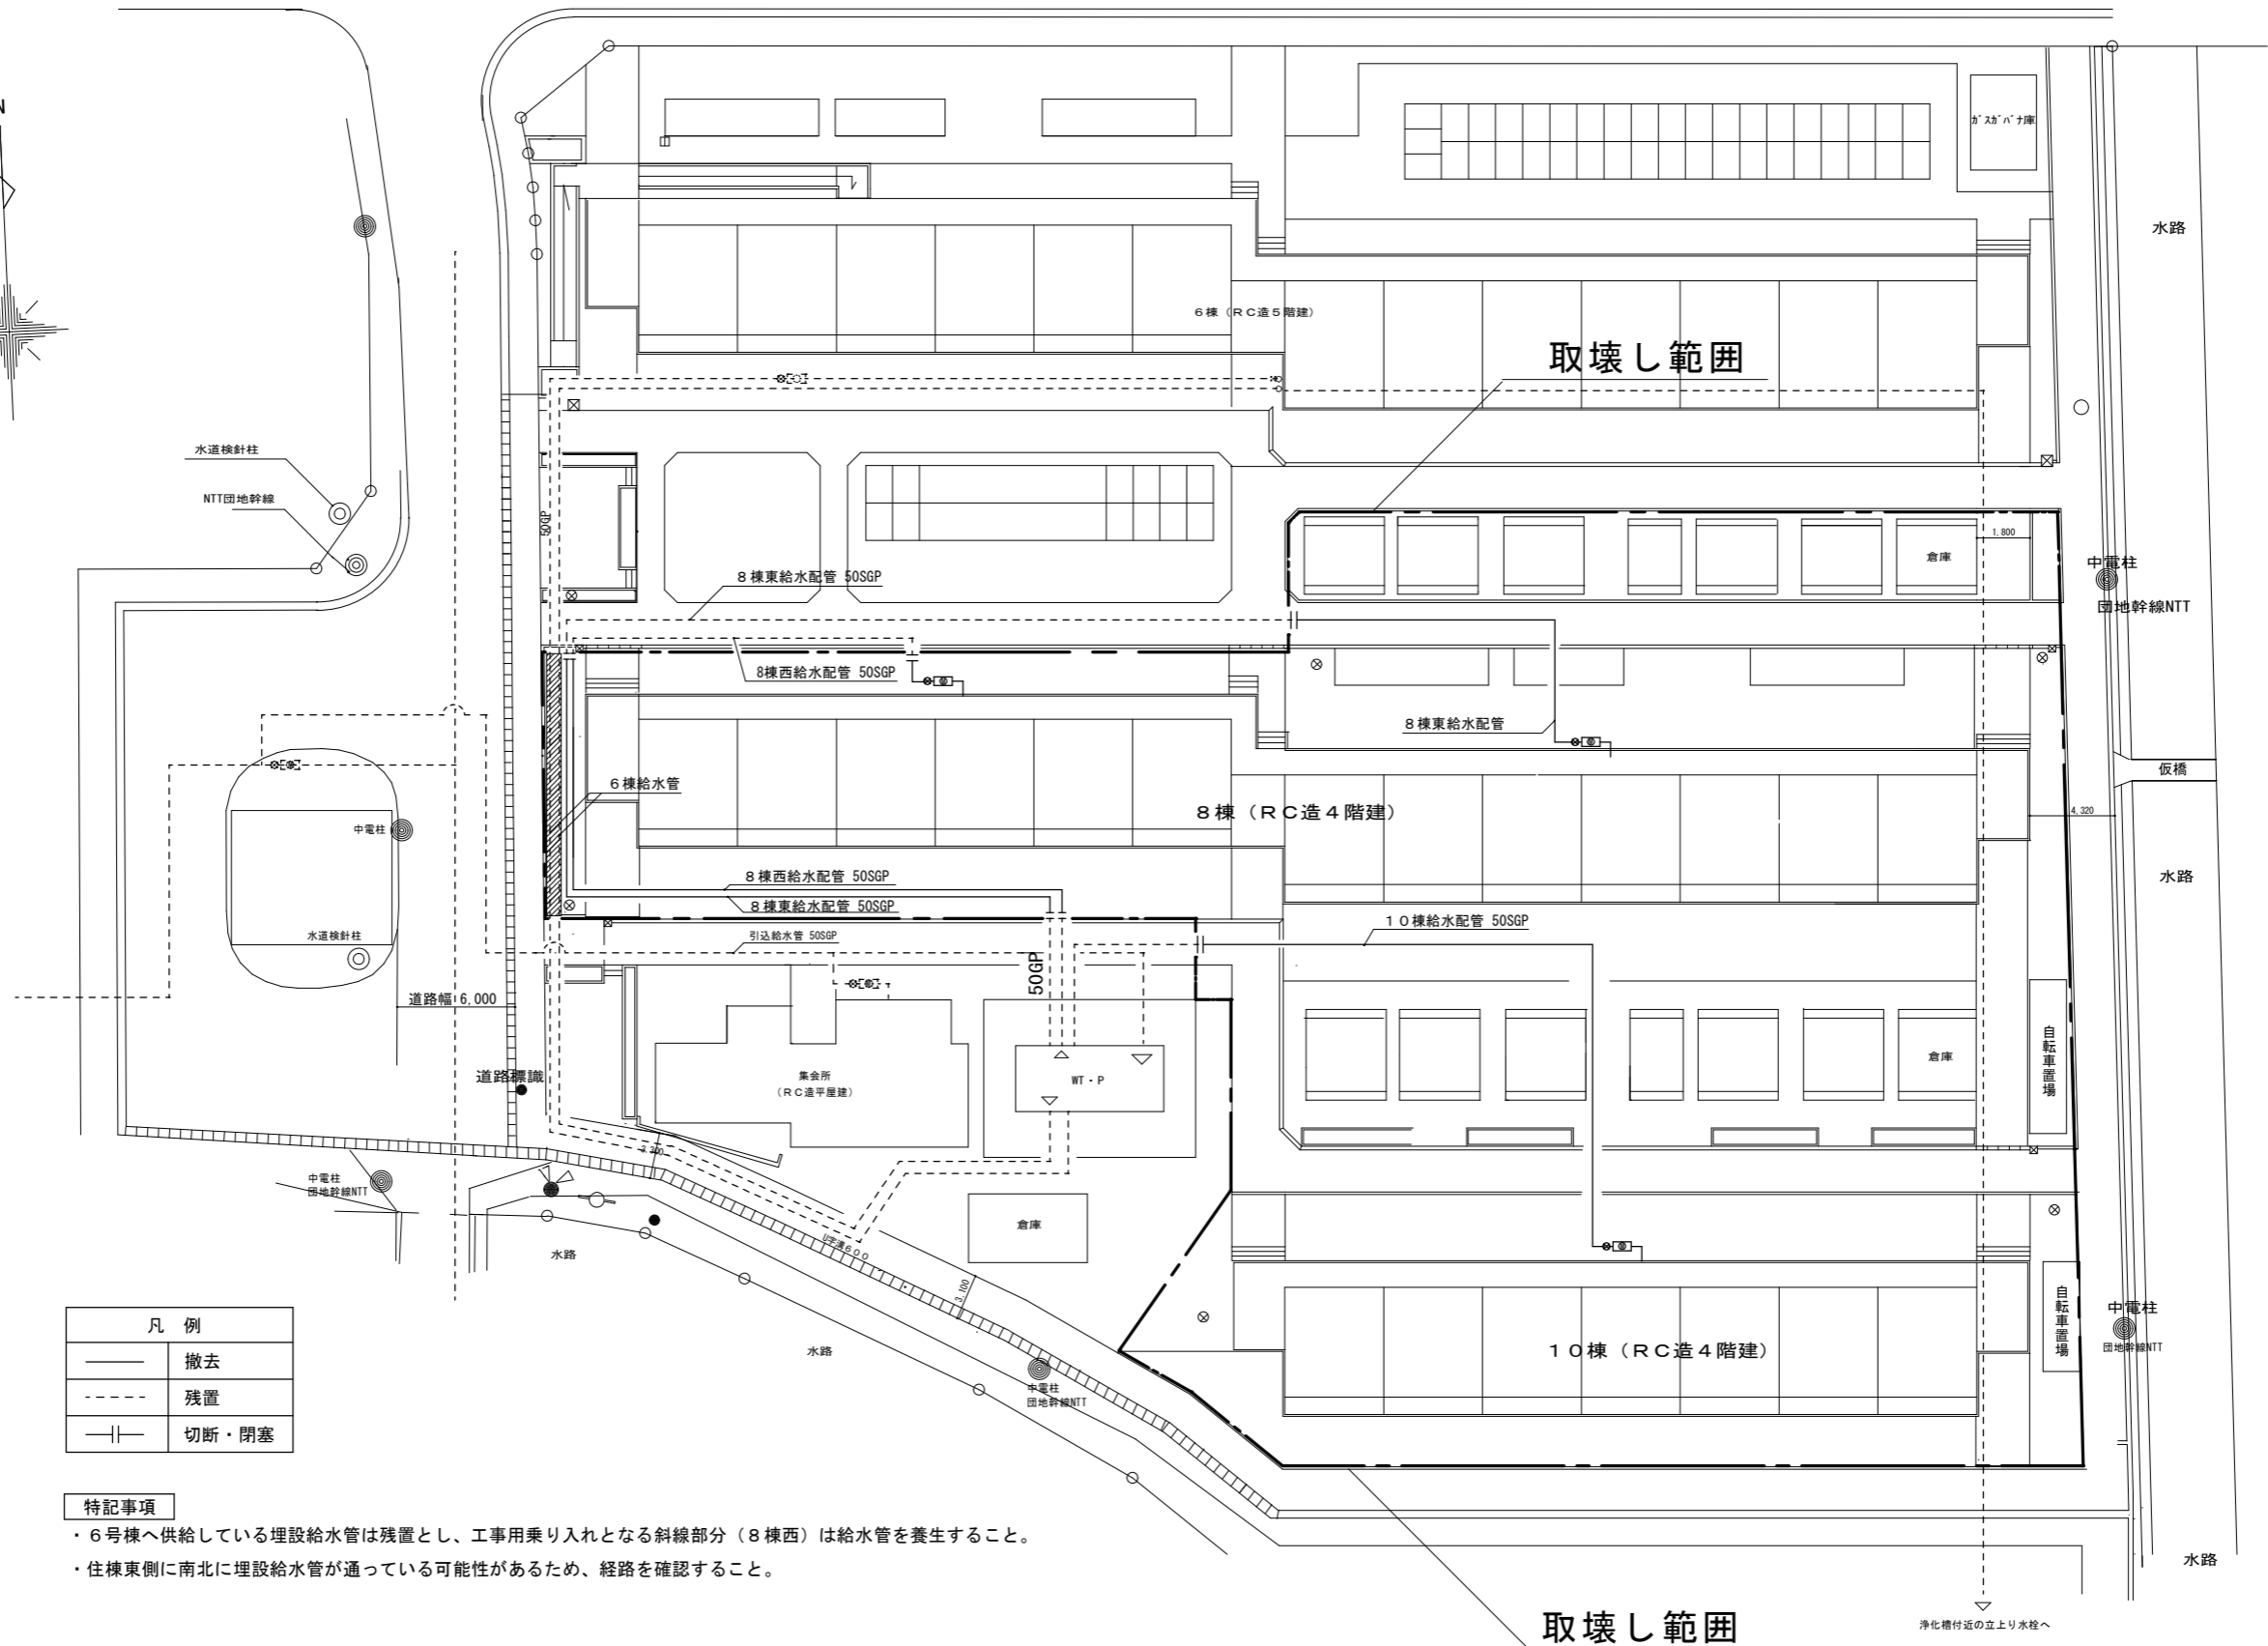 N
ｶﾞｽｶﾞﾊﾞﾅ庫
水路
６棟（ＲＣ造５階建）
取壊し範囲
水道検針柱
NTT団地幹線
50GP
倉庫
1,800
中電柱
団地幹線NTT
８棟東給水配管 50SGP
8棟西給水配管 50SGP
８棟東給水配管
仮橋
６棟給水管
８棟（ＲＣ造４階建）
4,320
中電柱
８棟西給水配管 50SGP
８棟東給水配管 50SGP
水路
１０棟給水配管 50SGP
引込給水管 50SGP
水道検針柱
50GP
道路幅 6,000
自転車置場
倉庫
集会所
（ＲＣ造平屋建）
WT・P
道路標識
3,300
中電柱
団地幹線NTT
倉庫
U字溝６００
水路
3,100
自転車置場
中電柱
団地幹線NTT
水路
１０棟（ＲＣ造４階建）
中電柱
団地幹線NTT
凡 例
撤去
残置
切断・閉塞
特記事項
・６号棟へ供給している埋設給水管は残置とし、工事用乗り入れとなる斜線部分（８棟西）は給水管を養生すること。
・住棟東側に南北に埋設給水管が通っている可能性があるため、経路を確認すること。
水路
取壊し範囲
浄化槽付近の立上り水栓へ